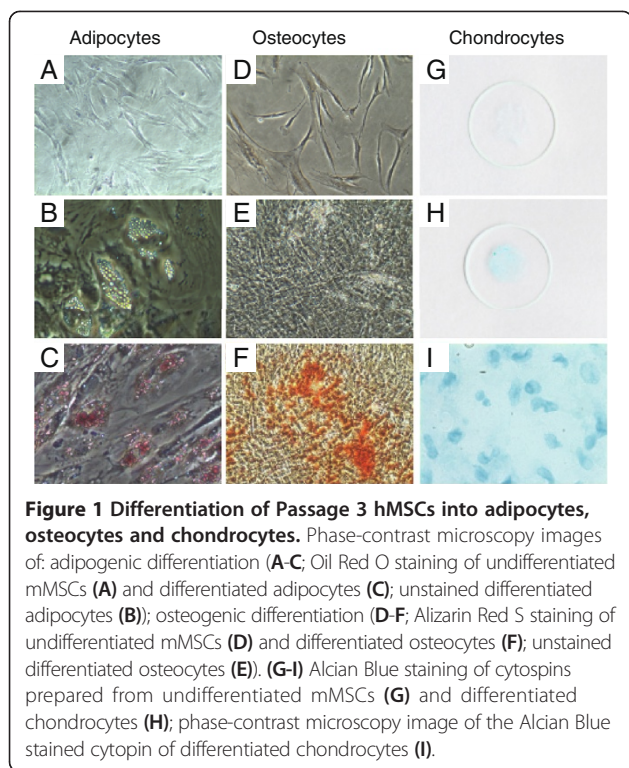 Adipocytes Osteocytes Chondrocytes
A D G
B E H
C F I
Figure 1 Differentiation of Passage 3 hMSCs into adipocytes,
osteocytes and chondrocytes. Phase-contrast microscopy images
of: adipogenic differentiation (A-C; Oil Red O staining of undifferentiated
mMSCs (A) and differentiated adipocytes (C); unstained differentiated
adipocytes (B)); osteogenic differentiation (D-F; Alizarin Red S staining of
undifferentiated mMSCs (D) and differentiated osteocytes (F); unstained
differentiated osteocytes (E)). (G-I) Alcian Blue staining of cytospins
prepared from undifferentiated mMSCs (G) and differentiated
chondrocytes (H); phase-contrast microscopy image of the Alcian Blue
stained cytopin of differentiated chondrocytes (I).